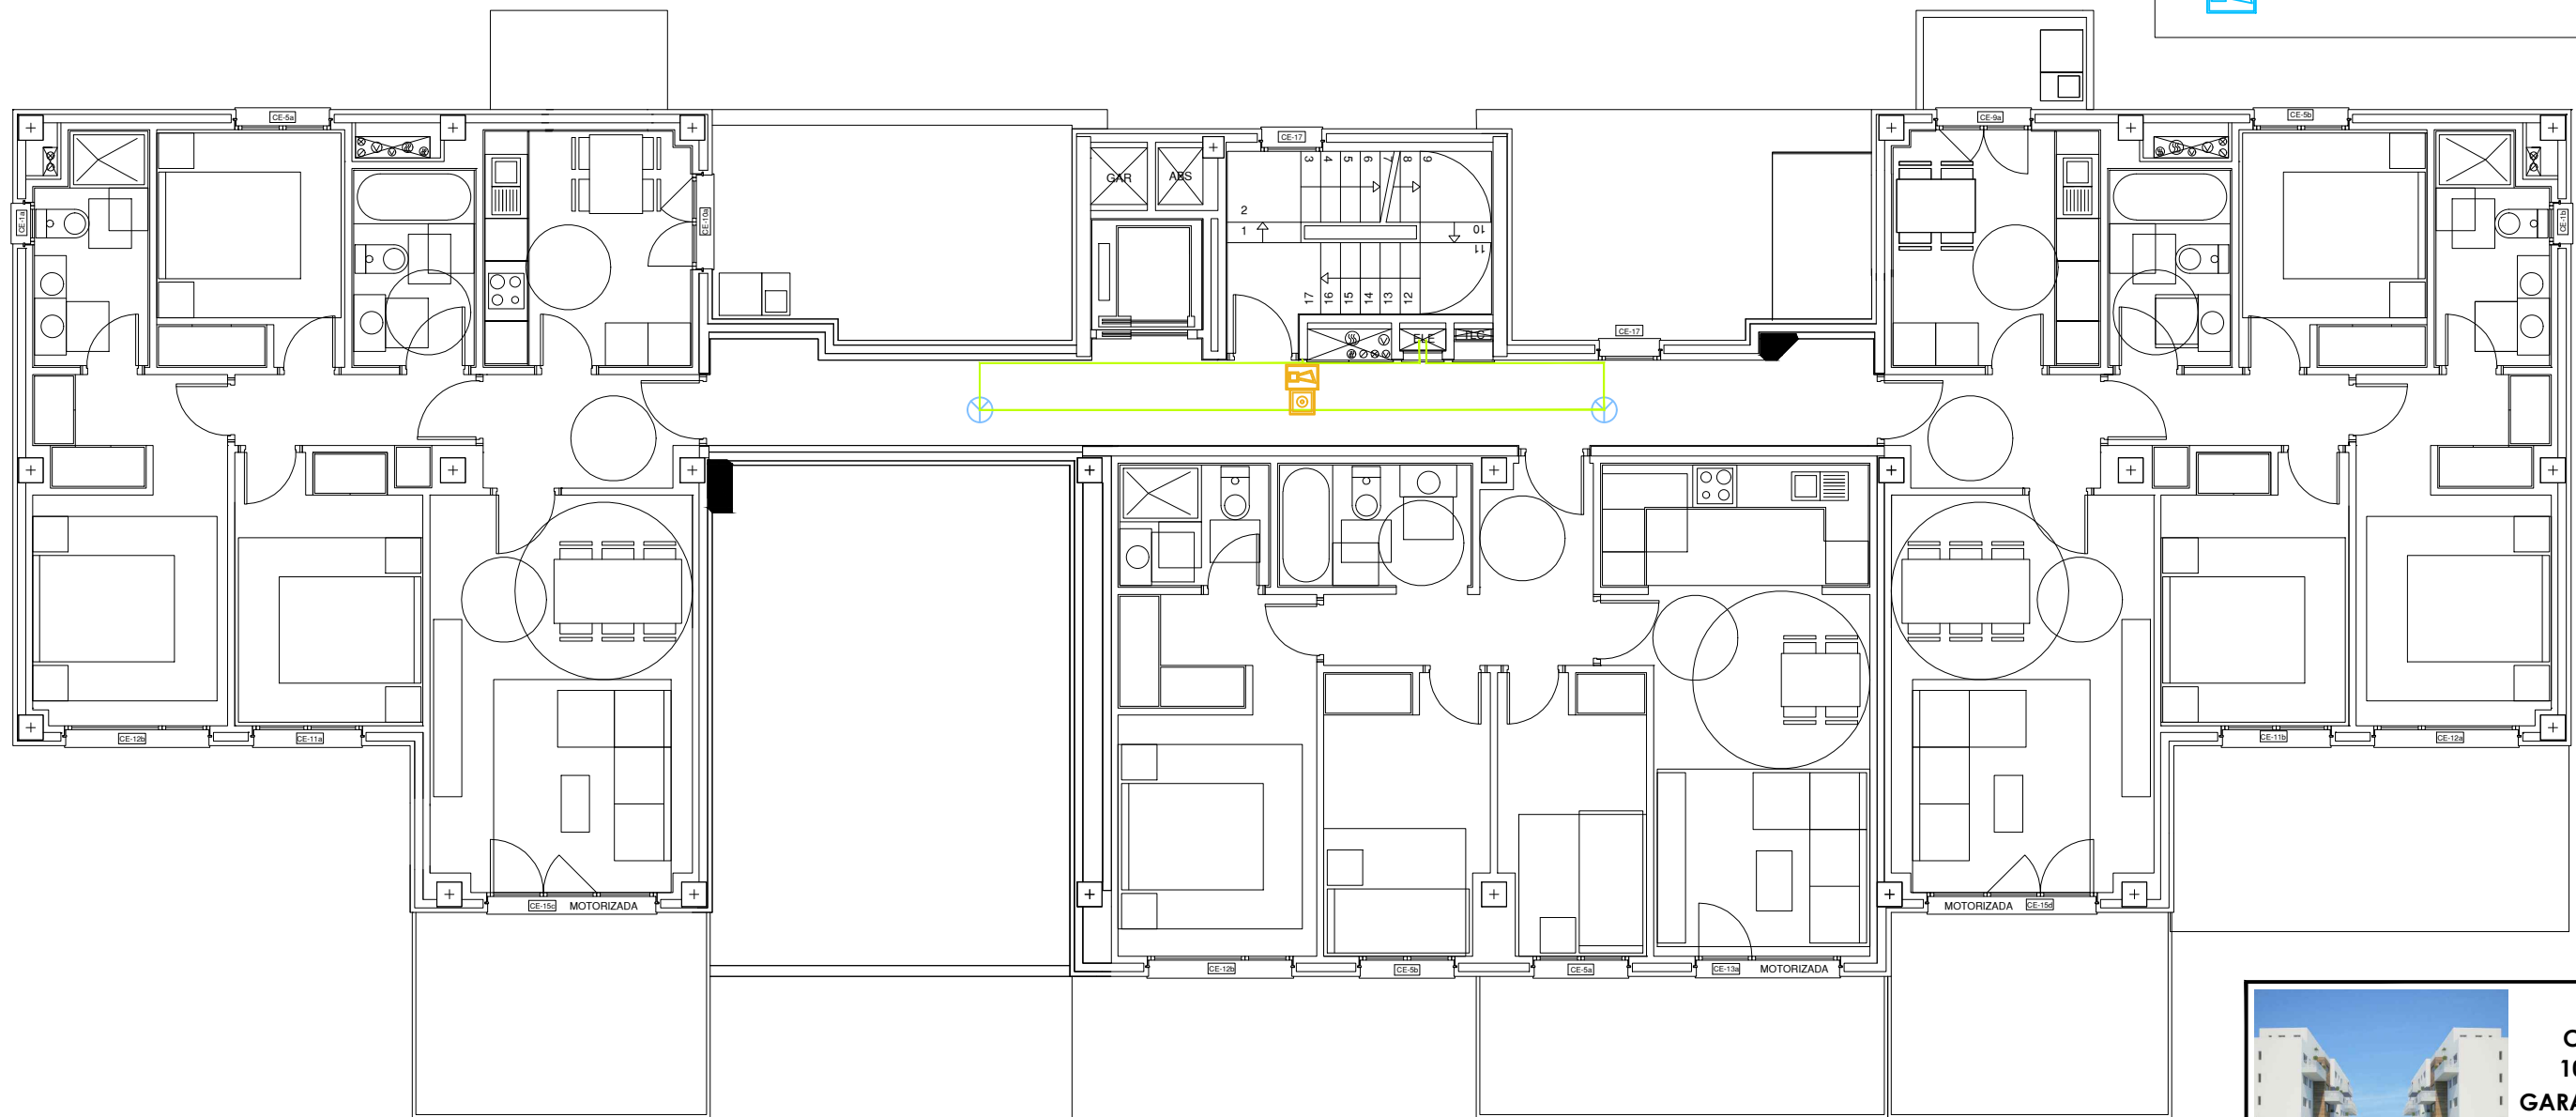 CE-5a
CE-17
CE-9a
CE-5b
GAR
ABS
3 4 5 6 7 8 9
2
1
10
11
17 16 15 14 13 12
CE-1a
CE-10a
CE-1b
ELE
TLC
CE-17
CE-12b
CE-11a
CE-11b
CE-12a
CE-15c MOTORIZADA
MOTORIZADA CE-15d
CE-12b
CE-5b
CE-5a
CE-13a MOTORIZADA
GARA